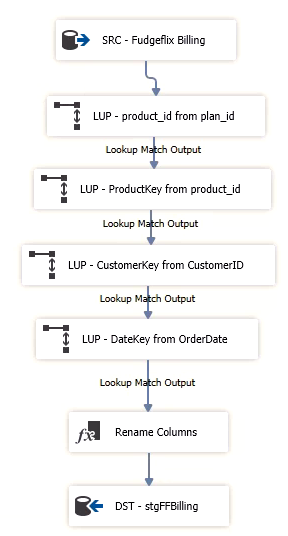 SRC - Fudgeflix Billing
LUP - product_id from plan_id
Lookup Match Output
LUP - ProductKey from product_id
Lookup Match Output
LUP - CustomerKey from CustomerID
Lookup Match Output
LUP - DateKey from OrderDate
Lookup Match Output
fx
Rename Columns
DST - stgFFBilling